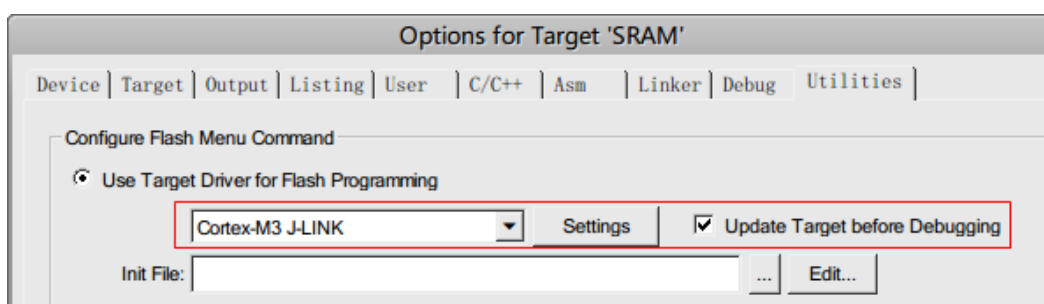 Options for Target 'SRAM'
Device Target Output Listing User C/C++ Asm Linker Debug Utilities
Configure Flash Menu Command
Use Target Driver for Flash Programming
Cortex-M3 J-LINK Settings Update Target before Debugging
Init File: ... Edit...